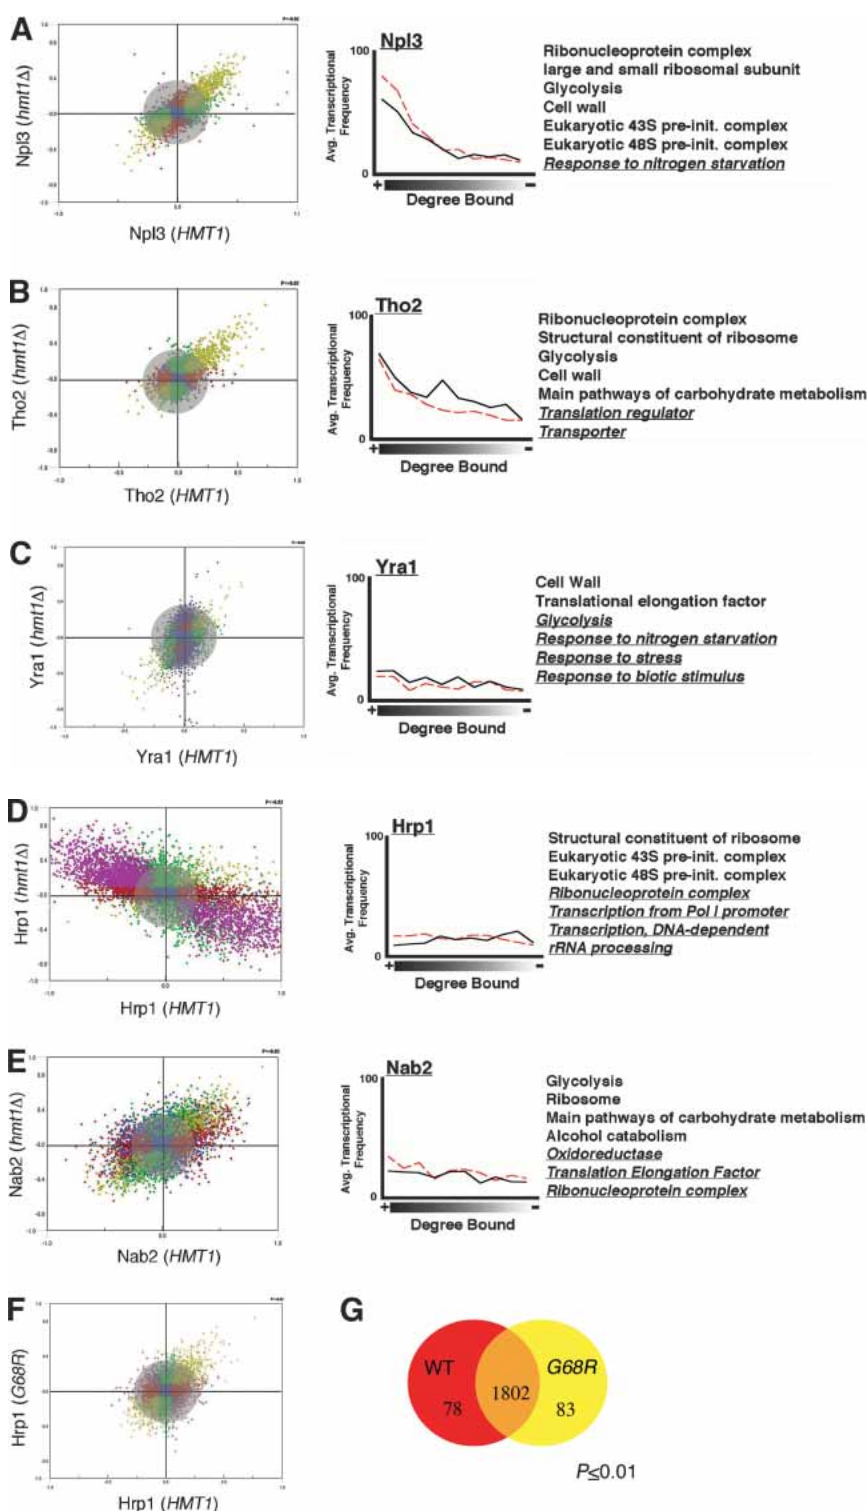 A
Npl3 (hmt1Δ)
Npl3 (HMT1)
Npl3
Avg. Transcriptional
Frequency
100
0
+
−
Degree Bound
Ribonucleoprotein complex
large and small ribosomal subunit
Glycolysis
Cell wall
Eukaryotic 43S pre-init. complex
Eukaryotic 48S pre-init. complex
Response to nitrogen starvation
B
Tho2 (hmt1Δ)
Tho2 (HMT1)
Tho2
Avg. Transcriptional
Frequency
100
0
+
−
Degree Bound
Ribonucleoprotein complex
Structural constituent of ribosome
Glycolysis
Cell wall
Main pathways of carbohydrate metabolism
Translation regulator
Transporter
C
Yra1 (hmt1Δ)
Yra1 (HMT1)
Yra1
Avg. Transcriptional
Frequency
100
0
+
−
Degree Bound
Cell Wall
Translational elongation factor
Glycolysis
Response to nitrogen starvation
Response to stress
Response to biotic stimulus
D
Hrp1 (hmt1Δ)
Hrp1 (HMT1)
Hrp1
Avg. Transcriptional
Frequency
100
0
+
−
Degree Bound
Structural constituent of ribosome
Eukaryotic 43S pre-init. complex
Eukaryotic 48S pre-init. complex
Ribonucleoprotein complex
Transcription from Pol I promoter
Transcription, DNA-dependent
rRNA processing
E
Nab2 (hmt1Δ)
Nab2 (HMT1)
Nab2
Avg. Transcriptional
Frequency
100
0
+
−
Degree Bound
Glycolysis
Ribosome
Main pathways of carbohydrate metabolism
Alcohol catabolism
Oxidoreductase
Translation Elongation Factor
Ribonucleoprotein complex
F
Hrp1 (G68R)
Hrp1 (HMT1)
G
WT
G68R
78
1802
83
P≤0.01